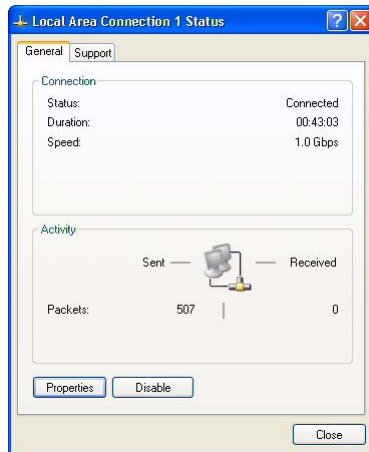 Local Area Connection 1 Status
General Support
Connection
Status: Connected
Duration: 00:43:03
Speed: 1.0 Gbps
Activity
Sent — — Received
Packets: 507 | 0
Properties Disable
Close